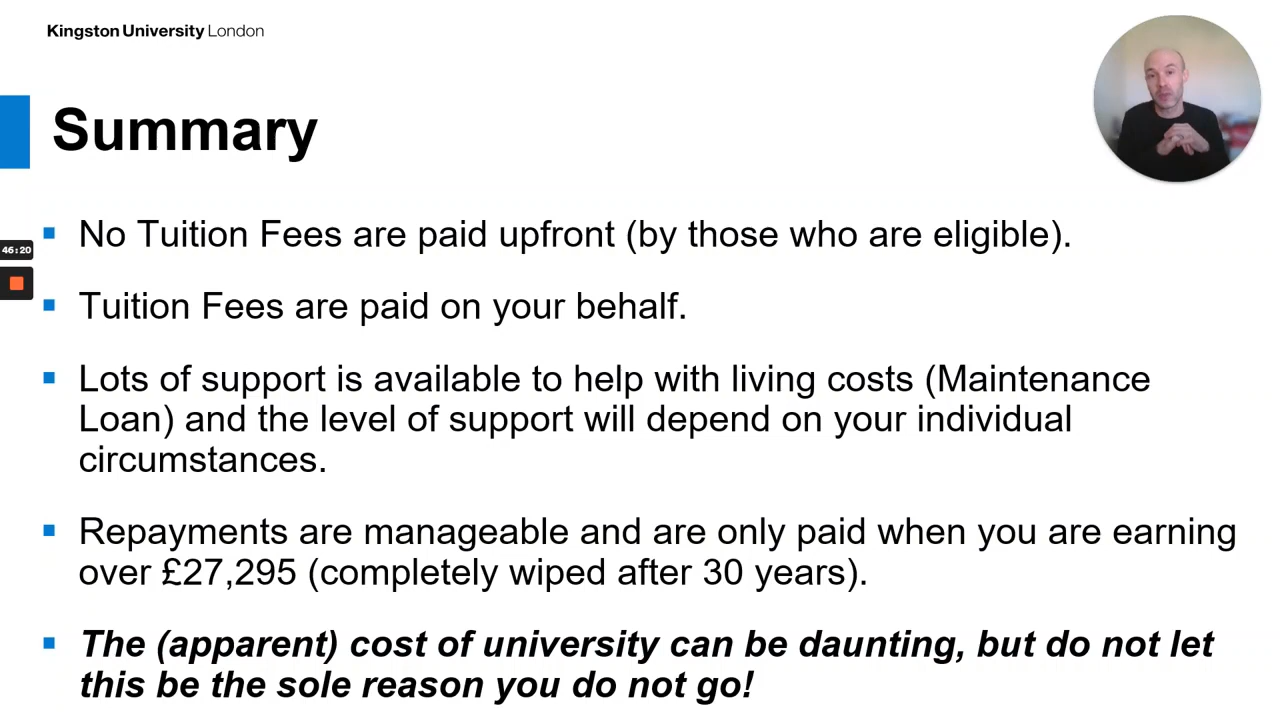 Kingston University London
Summary
No Tuition Fees are paid upfront (by those who are eligible).
46:20
Tuition Fees are paid on your behalf.
Lots of support is available to help with living costs (Maintenance
Loan) and the level of support will depend on your individual
circumstances.
Repayments are manageable and are only paid when you are earning
over £27,295 (completely wiped after 30 years).
The (apparent) cost of university can be daunting, but do not let
this be the sole reason you do not go!